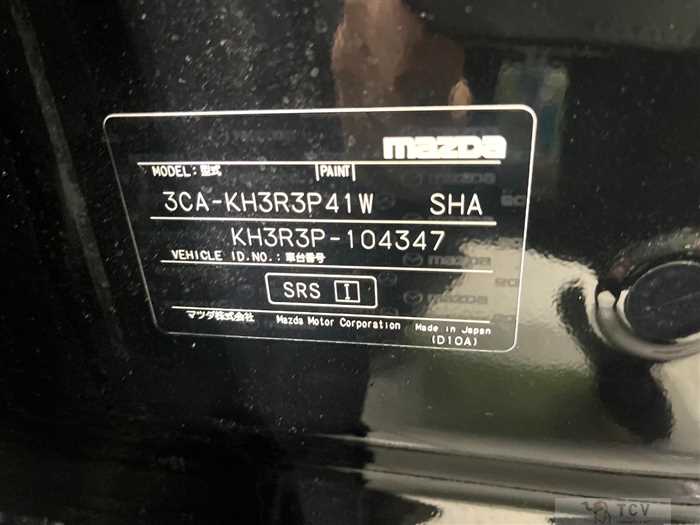 mazda
MODEL:型式 PAINT
3CA-KH3R3P41W SHA
KH3R3P-104347
VEHICLE ID.NO.:車台番号
SRS I
マツダ株式会社 Mazda Motor Corporation Made in Japan
(D10A)
TCV